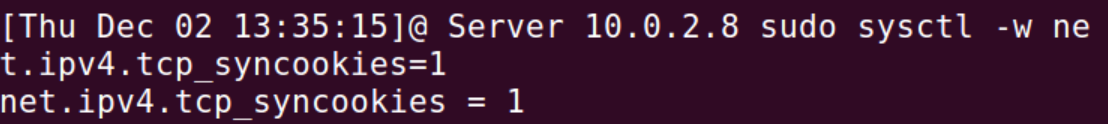 [Thu Dec 02 13:35:15]@ Server 10.0.2.8 sudo sysctl -w ne
t.ipv4.tcp_syncookies=1
net.ipv4.tcp_syncookies = 1